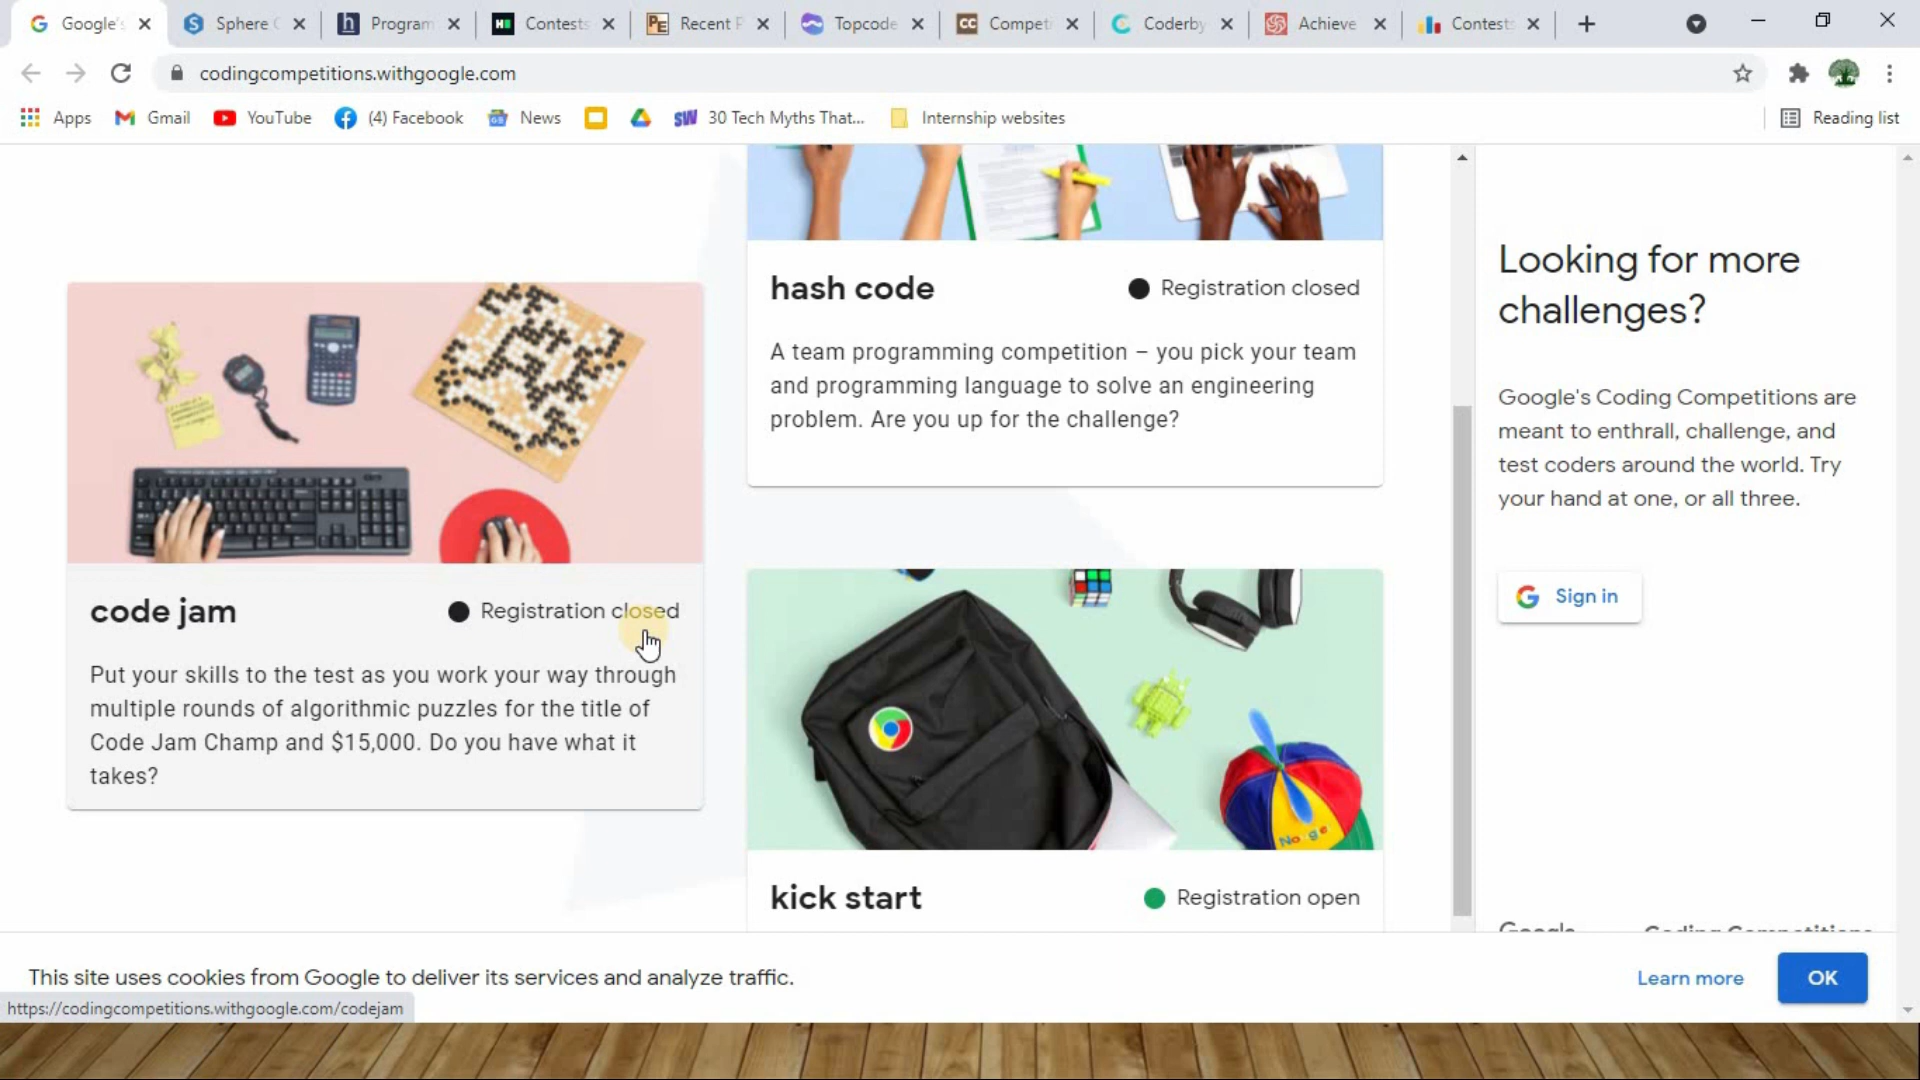 Google's
Sphere
Program
Contests
Recent P
Topcode
Compet
Coderby
Achieve
Contests
codingcompetitions.withgoogle.com
Apps
Gmail
YouTube
(4) Facebook
News
SW 30 Tech Myths That...
Internship websites
Reading list
hash code
Registration closed
A team programming competition – you pick your team
and programming language to solve an engineering
problem. Are you up for the challenge?
code jam
Registration closed
Put your skills to the test as you work your way through
multiple rounds of algorithmic puzzles for the title of
Code Jam Champ and $15,000. Do you have what it
takes?
kick start
Registration open
Looking for more
challenges?
Google's Coding Competitions are
meant to enthrall, challenge, and
test coders around the world. Try
your hand at one, or all three.
Sign in
Google
Coding Competitions
This site uses cookies from Google to deliver its services and analyze traffic.
Learn more
OK
https://codingcompetitions.withgoogle.com/codejam